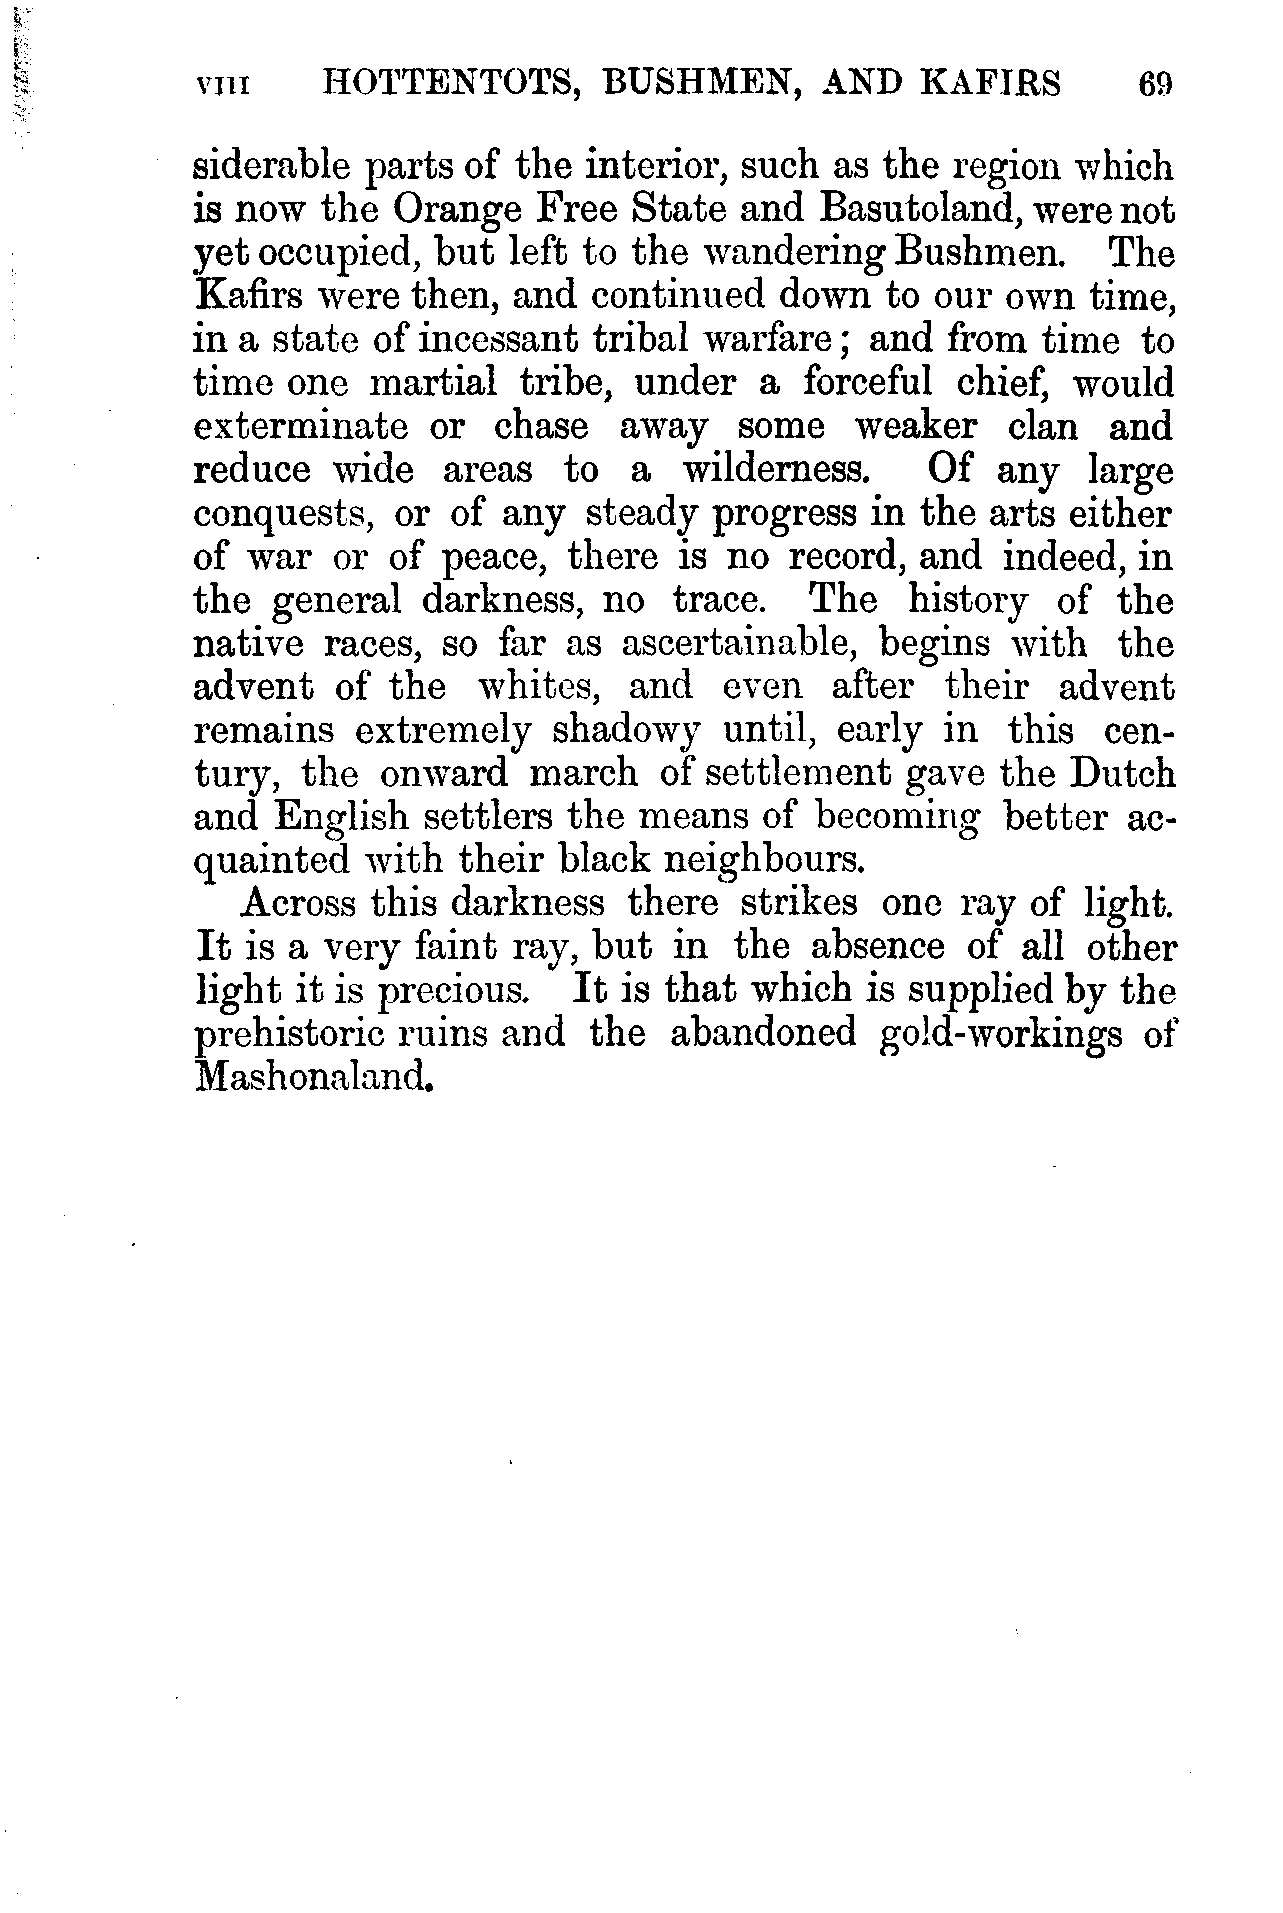 VIII HOTTENTOTS, BUSHMEN, AND KAFIRS 69
siderable parts of the interior, such as the region which
is now the Orange Free State and Basutoland, were not
yet occupied, but left to the wandering Bushmen. The
Kafirs were then, and continued down to our own time,
in a state of incessant tribal warfare; and from time to
time one martial tribe, under a forceful chief, would
exterminate or chase away some weaker clan and
reduce wide areas to a wilderness. Of any large
conquests, or of any steady progress in the arts either
of war or of peace, there is no record, and indeed, in
the general darkness, no trace. The history of the
native races, so far as ascertainable, begins with the
advent of the whites, and even after their advent
remains extremely shadowy until, early in this cen-
tury, the onward march of settlement gave the Dutch
and English settlers the means of becoming better ac-
quainted with their black neighbours.
Across this darkness there strikes one ray of light.
It is a very faint ray, but in the absence of all other
light it is precious. It is that which is supplied by the
prehistoric ruins and the abandoned gold-workings of
Mashonaland.